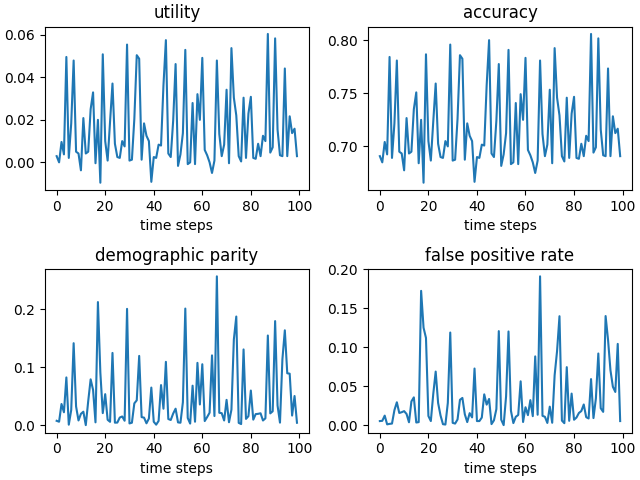 utility
0.06
0.04
0.02
0.00
0 20 40 60 80 100
time steps
accuracy
0.80
0.75
0.70
0 20 40 60 80 100
time steps
demographic parity
0.2
0.1
0.0
0 20 40 60 80 100
time steps
false positive rate
0.20
0.15
0.10
0.05
0.00
0 20 40 60 80 100
time steps